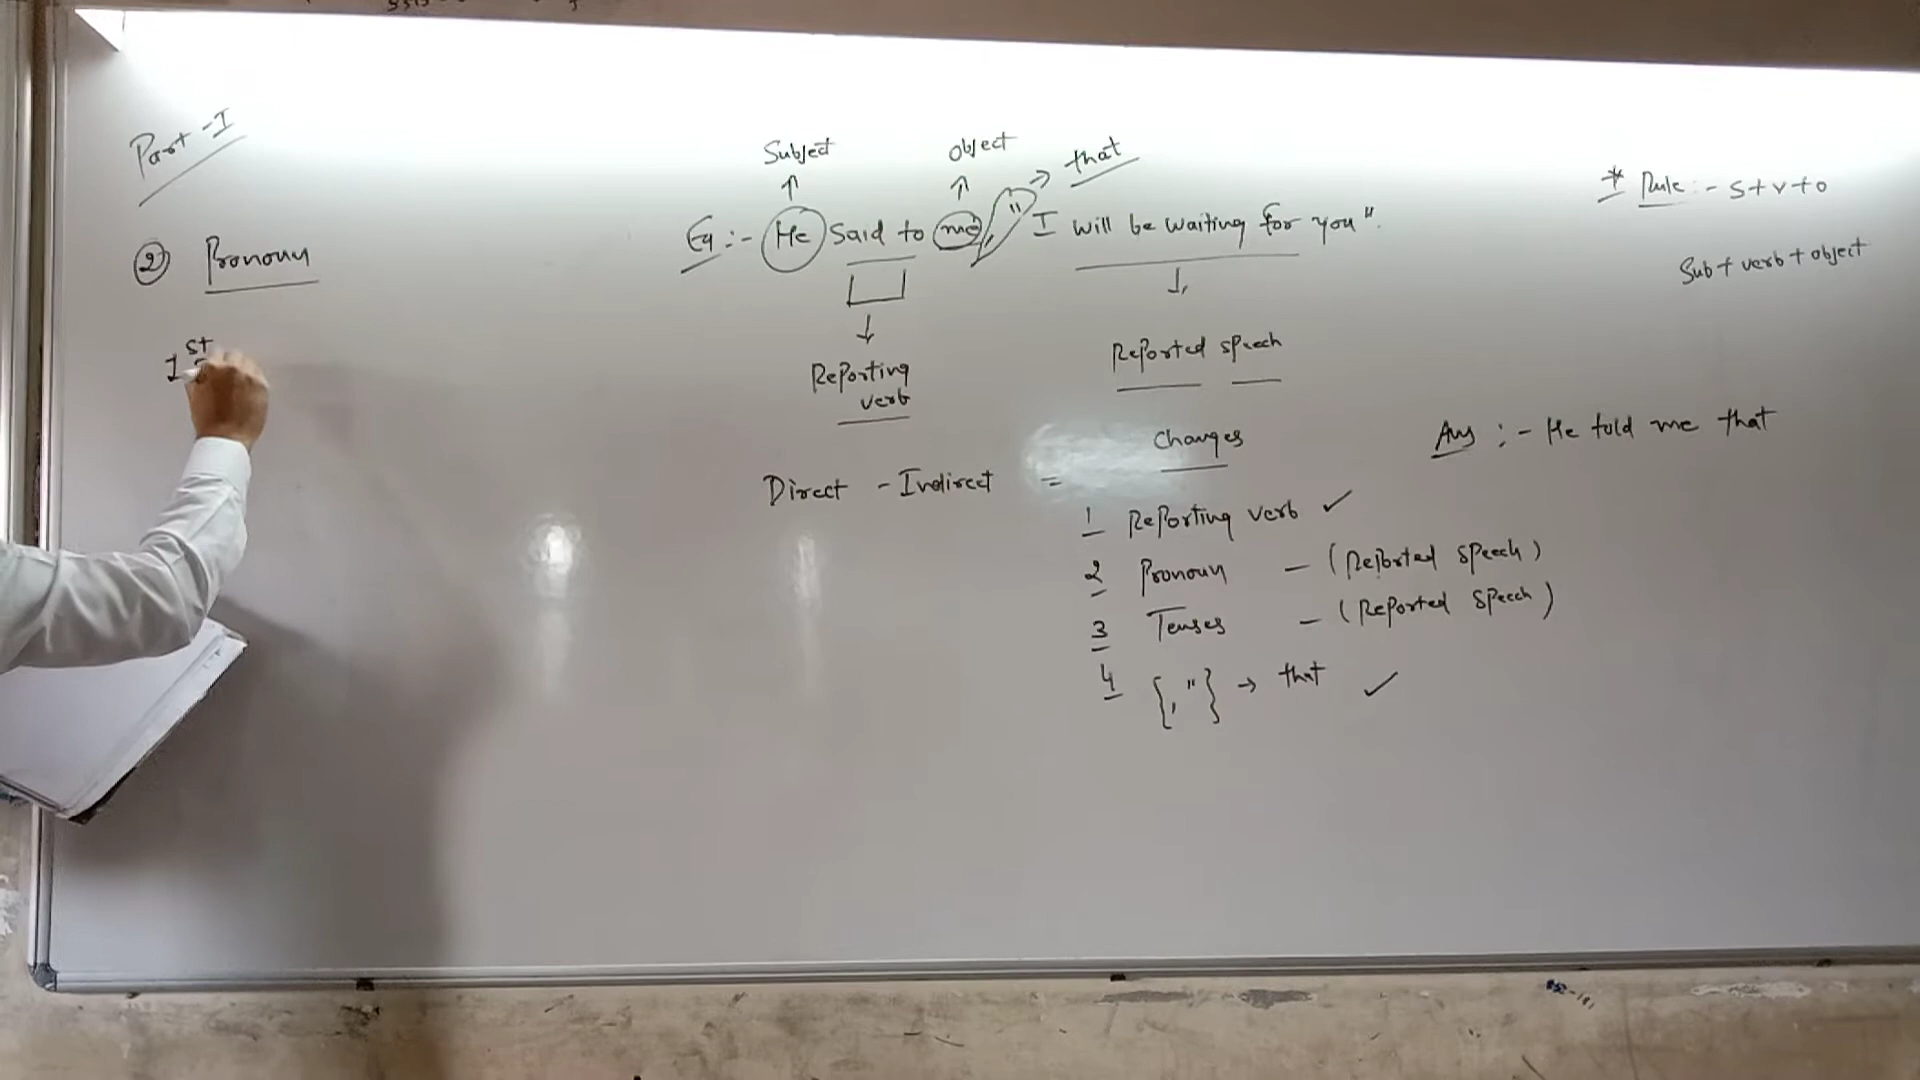 Part-I
② Pronoun
1st
Subject
Object
that
Eg :- He Said to me, " I will be waiting for you".
Reporting
verb
Reported speech
Changes
Direct - Indirect =
1 Reporting verb ✓
2 Pronoun - (Reported speech)
3 Tenses - (Reported speech)
4 {, "} → that ✓
* Rule :- S+V+O
Sub + verb + object
Ans :- He told me that